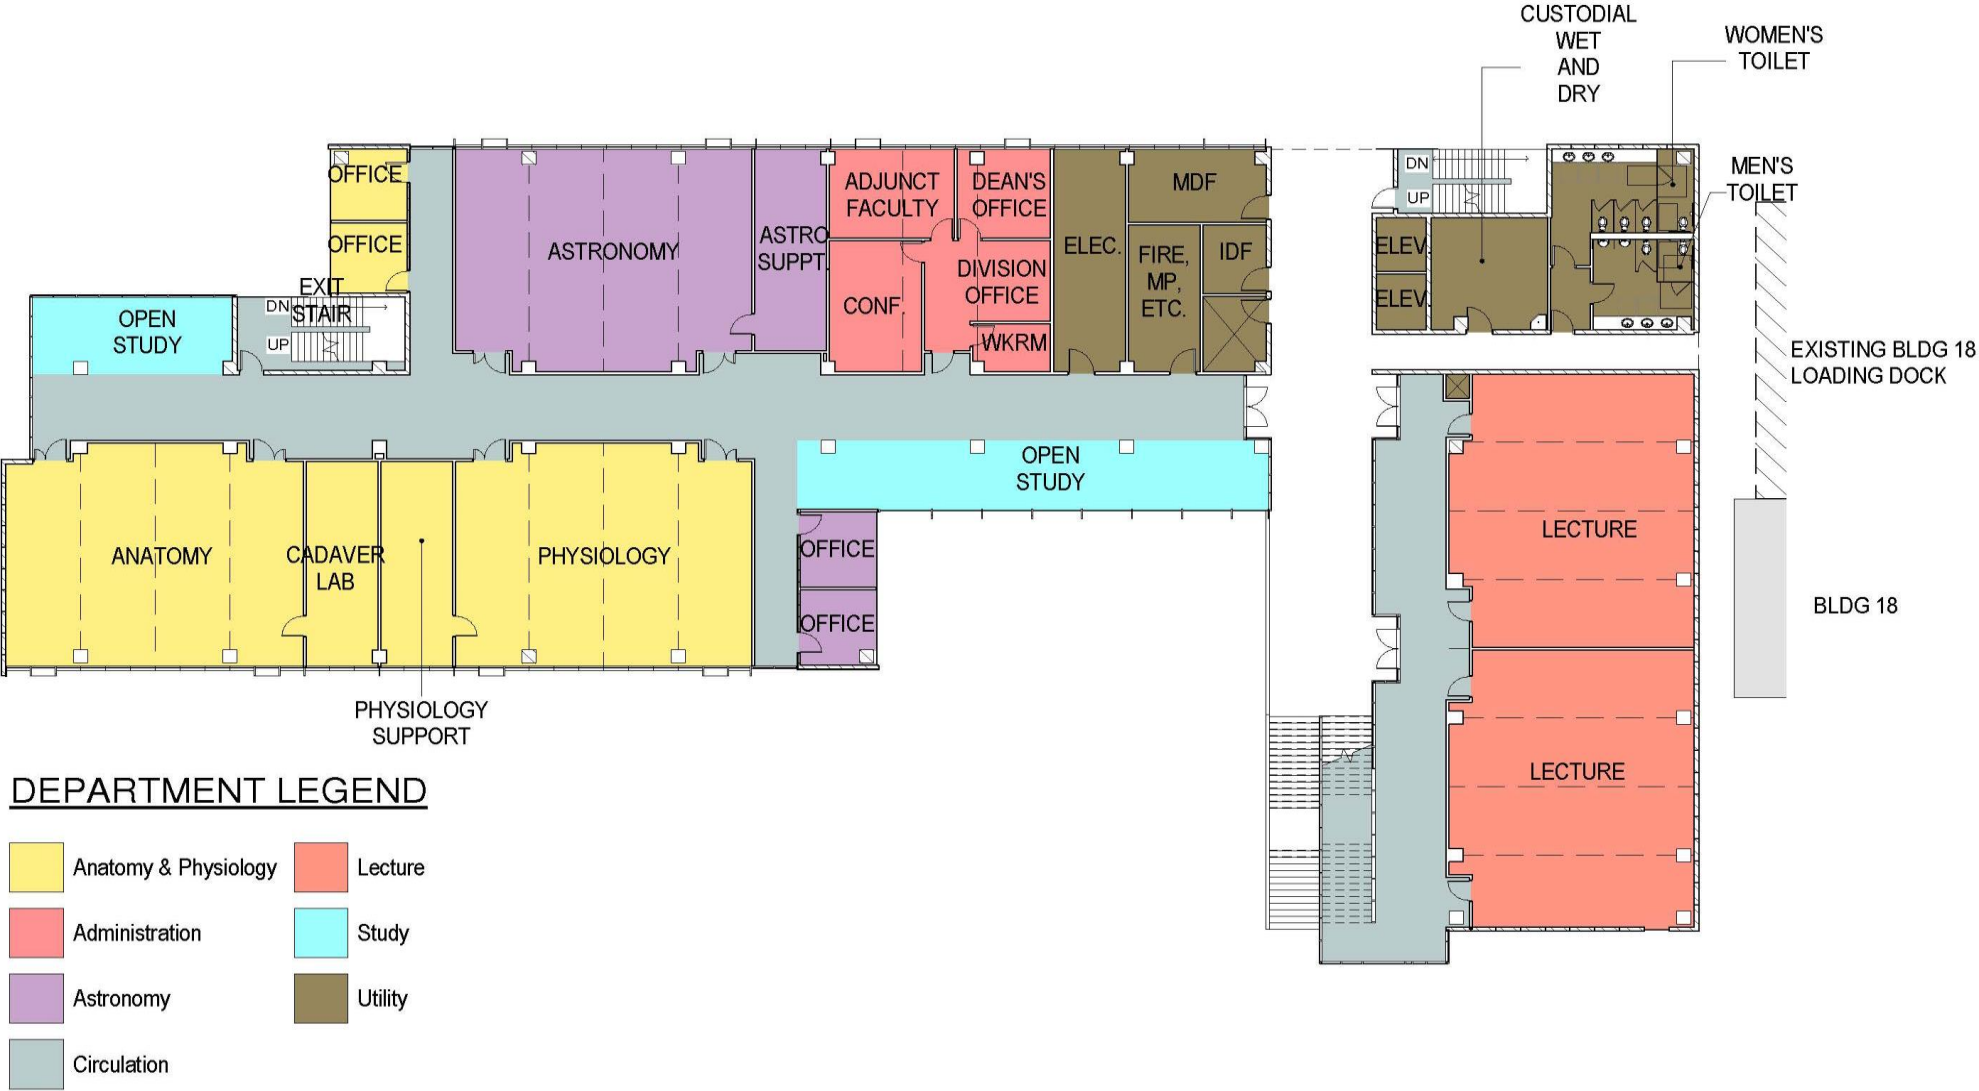 CUSTODIAL
WET
AND
DRY
WOMEN'S
TOILET
MEN'S
TOILET
DN
UP
OFFICE
OFFICE
ASTRONOMY
ASTRO
SUPPT.
ADJUNCT
FACULTY
DEAN'S
OFFICE
CONF.
DIVISION
OFFICE
WKRM
ELEC.
MDF
FIRE,
MP,
ETC.
IDF
ELEV.
ELEV.
EXIT
STAIR
DN
UP
OPEN
STUDY
EXISTING BLDG 18
LOADING DOCK
OPEN
STUDY
ANATOMY
CADAVER
LAB
PHYSIOLOGY
OFFICE
OFFICE
LECTURE
LECTURE
BLDG 18
PHYSIOLOGY
SUPPORT
DEPARTMENT LEGEND
Anatomy & Physiology
Administration
Astronomy
Circulation
Lecture
Study
Utility